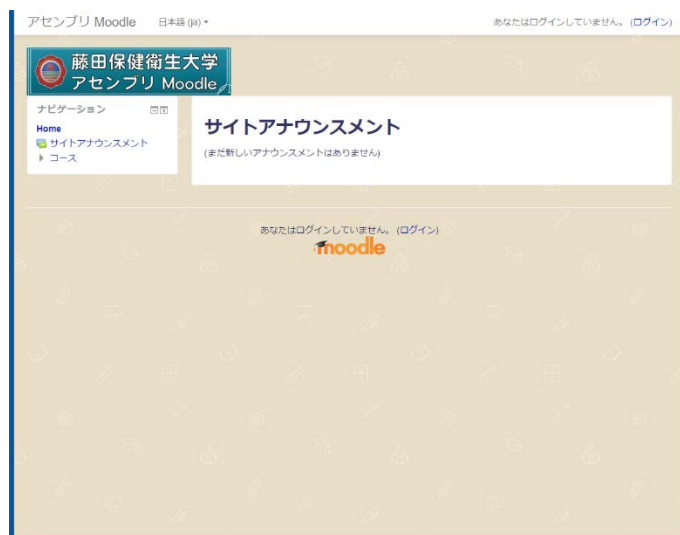 アセンブリ Moodle 日本語 (ja)
あなたはログインしていません。 (ログイン)
藤田保健衛生大学
アセンブリ Moodle
ナビゲーション
Home
サイトアナウンスメント
コース
サイトアナウンスメント
(まだ新しいアナウンスメントはありません)
あなたはログインしていません。 (ログイン)
moodle